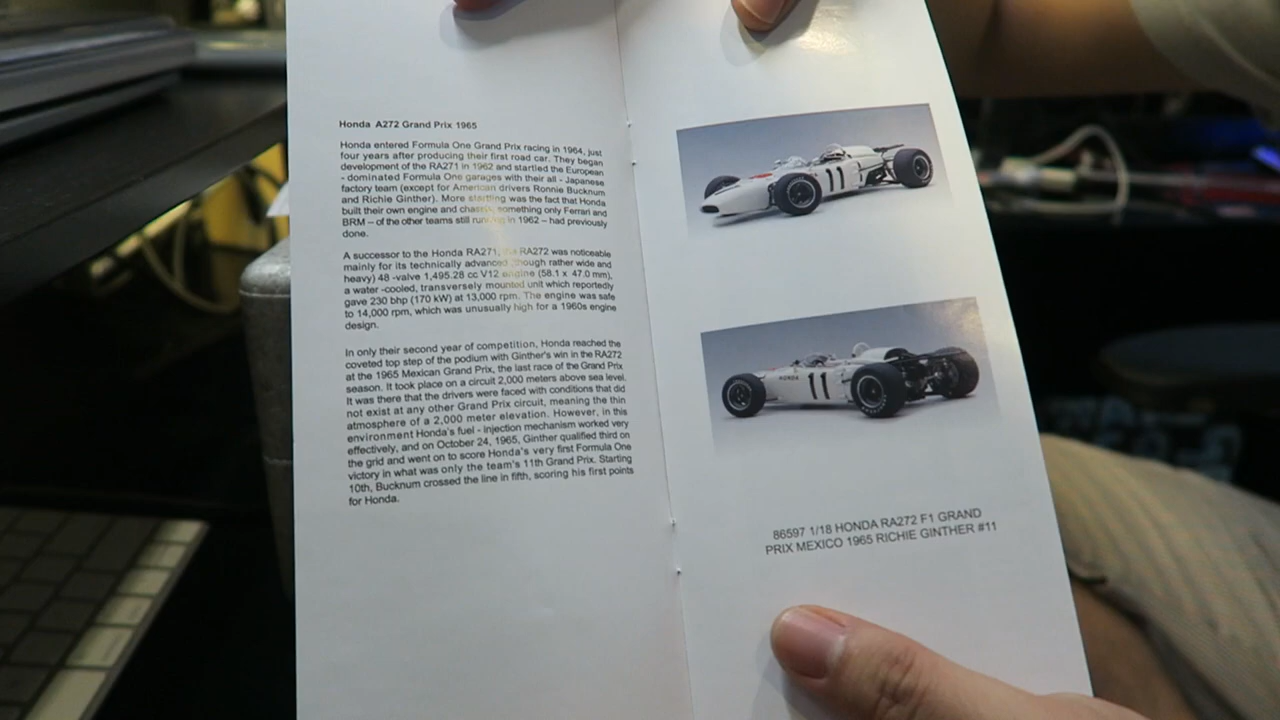 Honda A272 Grand Prix 1965
Honda entered Formula One Grand Prix racing in 1964, just
four years after producing their first road car. They began
development of the RA271 in 1962 and startled the European
- dominated Formula One garages with their all - Japanese
factory team (except for American drivers Ronnie Bucknum
and Richie Ginther). More startling was the fact that Honda
built their own engine and chassis, something only Ferrari and
BRM – of the other teams still running in 1962 – had previously
done.
A successor to the Honda RA271, the RA272 was noticeable
mainly for its technically advanced (though rather wide and
heavy) 48 -valve 1,495.28 cc V12 engine (58.1 x 47.0 mm),
a water -cooled, transversely mounted unit which reportedly
gave 230 bhp (170 kW) at 13,000 rpm. The engine was safe
to 14,000 rpm, which was unusually high for a 1960s engine
design.
In only their second year of competition, Honda reached the
coveted top step of the podium with Ginther's win in the RA272
at the 1965 Mexican Grand Prix, the last race of the Grand Prix
season. It took place on a circuit 2,000 meters above sea level.
It was there that the drivers were faced with conditions that did
not exist at any other Grand Prix circuit, meaning the thin
atmosphere of a 2,000 meter elevation. However, in this
environment Honda's fuel - injection mechanism worked very
effectively, and on October 24, 1965, Ginther qualified third on
the grid and went on to score Honda's very first Formula One
victory in what was only the team's 11th Grand Prix. Starting
10th, Bucknum crossed the line in fifth, scoring his first points
for Honda.
11
HONDA 11
86597 1/18 HONDA RA272 F1 GRAND
PRIX MEXICO 1965 RICHIE GINTHER #11